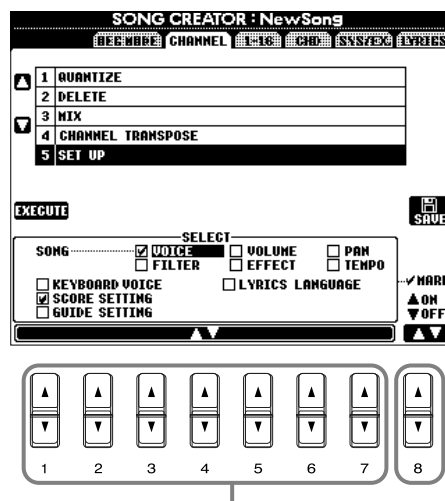 SONG CREATOR : NewSong
REC MODE CHANNEL 1-16 CHD SYS/EX. LYRICS
1 QUANTIZE
2 DELETE
3 MIX
4 CHANNEL TRANSPOSE
5 SET UP
EXECUTE
SAVE
SELECT
SONG VOICE VOLUME PAN
FILTER EFFECT TEMPO
KEYBOARD VOICE LYRICS LANGUAGE
SCORE SETTING
GUIDE SETTING
MARK
ON
OFF
1 2 3 4 5 6 7 8